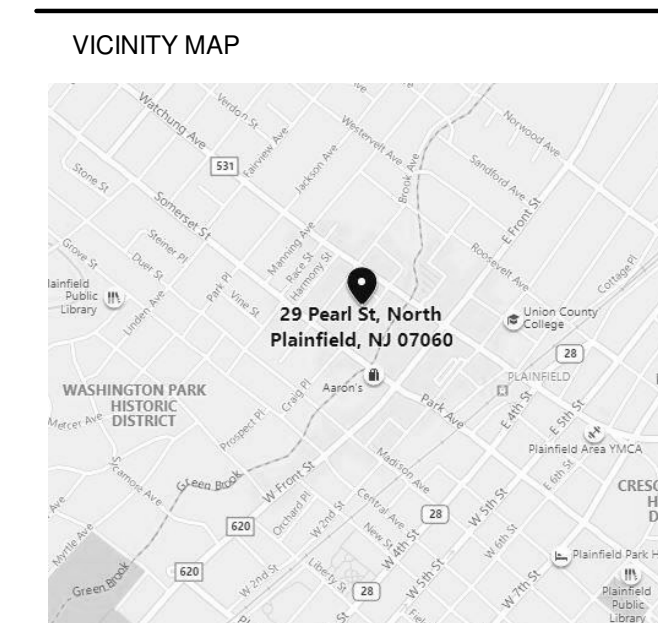 VICINITY MAP
Verdon St
Watchung Ave
Westervelt Ave
Norwood Ave
Fairview Ave
531
Jackson Ave
Brook Ave
Sandford Ave
Stone St
Somerset St
E Front St
Steiner Pl
Manning Ave
Race St
Harmony St
Roosevelt Ave
Grove St
Duer St
Park Pl
Cottage Pl
lainfield
Public
Library
Linden Ave
Vine St
29 Pearl St, North
Plainfield, NJ 07060
Union County
College
28
Aaron's
PLAINFIELD
WASHINGTON PARK
HISTORIC
DISTRICT
Craig Pl
Park Ave
E 4th St
E 5th St
Mercer Ave
Prospect Pl
Plainfield Area YMCA
Sycamore Ave
Green Brook
W Front St
Madison Ave
E 6th St
CRESC
H
D
Orchard Pl
Central Ave
W 5th St
620
W 2nd St
New St
28
Ave
Myrtle Ave
W 4th St
W 6th St
Plainfield Park H
620
Liberty St
Green Brook
W 2nd St
28
W 5th St
W 7th St
Plainfield
Public
Library
St